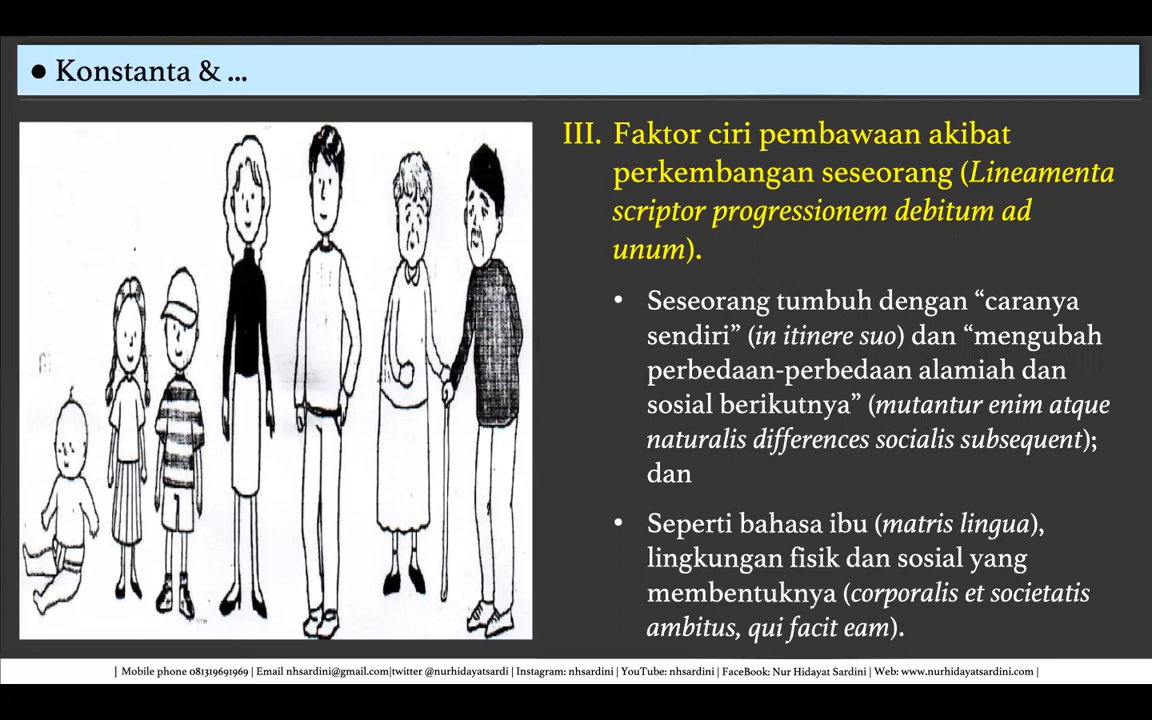 ● Konstanta & ...
III. Faktor ciri pembawaan akibat
perkembangan seseorang (Lineamenta
scriptor progressionem debitum ad
unum).
• Seseorang tumbuh dengan “caranya
sendiri” (in itinere suo) dan “mengubah
perbedaan-perbedaan alamiah dan
sosial berikutnya” (mutantur enim atque
naturalis differences socialis subsequent);
dan
• Seperti bahasa ibu (matris lingua),
lingkungan fisik dan sosial yang
membentuknya (corporalis et societatis
ambitus, qui facit eam).
| Mobile phone 081319691969 | Email nhsardini@gmail.com|twitter @nurhidayatsardi | Instagram: nhsardini | YouTube: nhsardini | FaceBook: Nur Hidayat Sardini | Web: www.nurhidayatsardini.com |